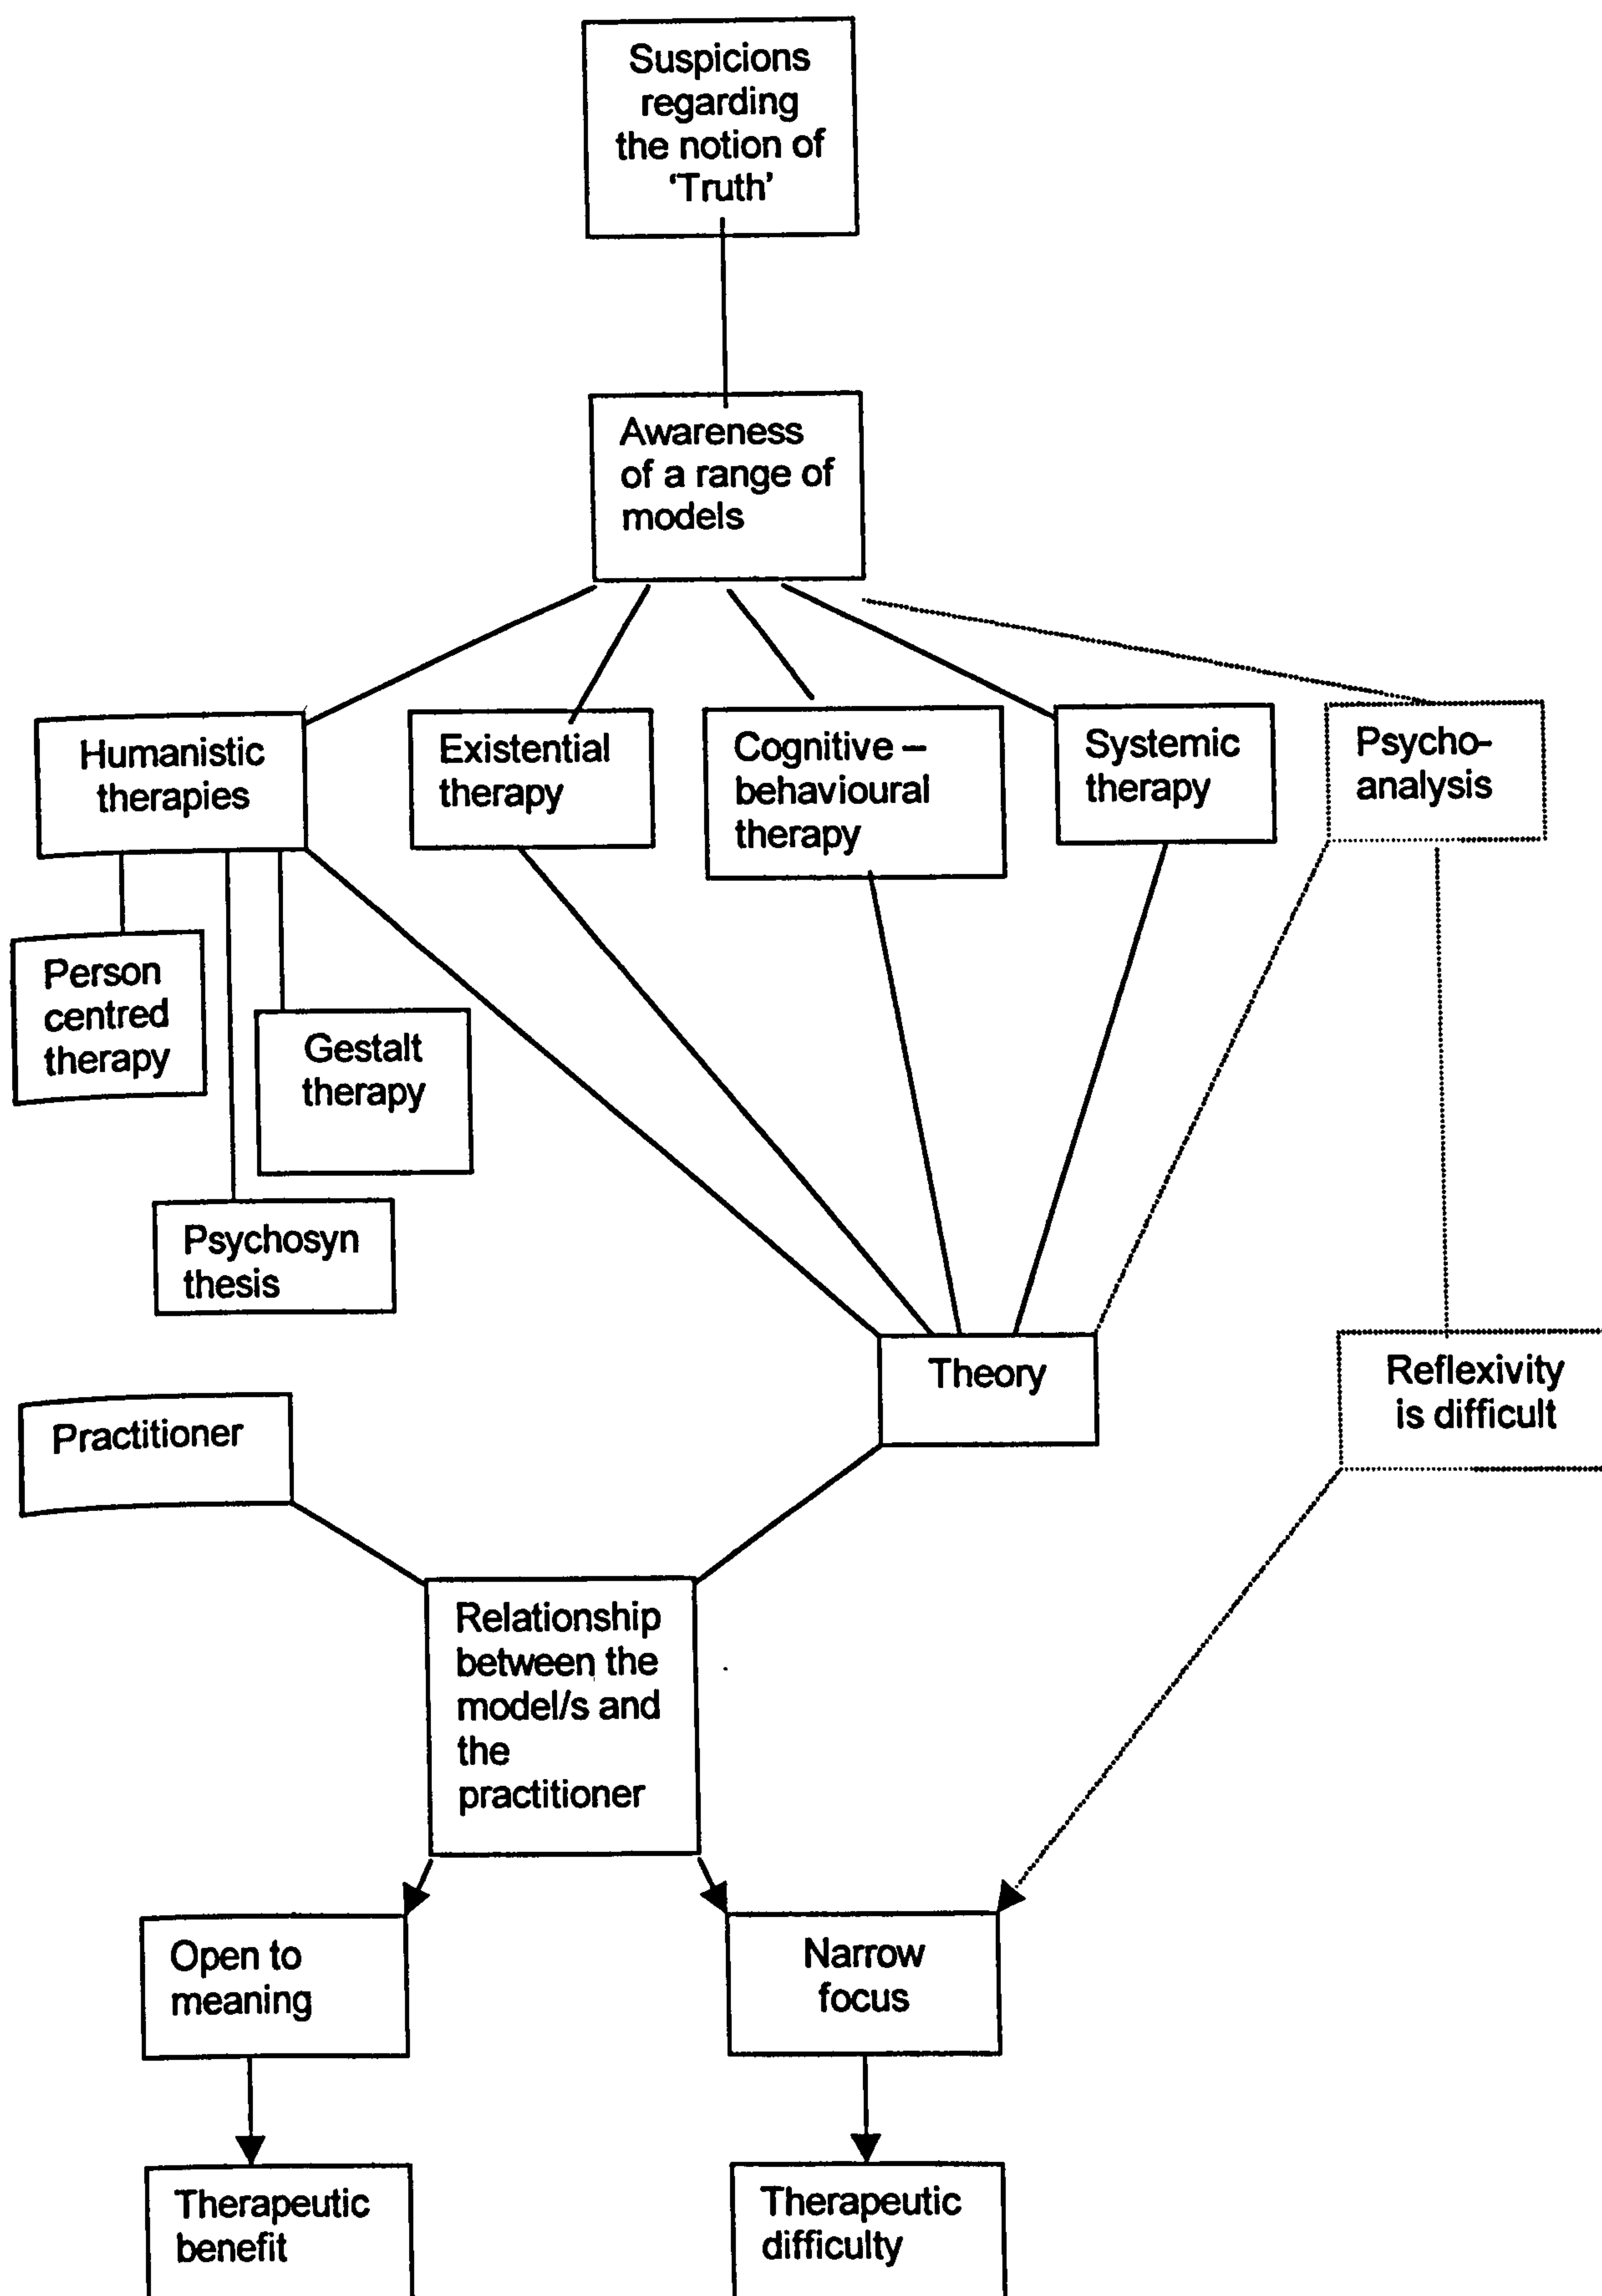 Suspicions
regarding
the notion of
‘Truth’
Awareness
of a range of
models
Humanistic
therapies
Existential
therapy
Cognitive –
behavioural
therapy
Systemic
therapy
Psycho-
analysis
Person
centred
therapy
Gestalt
therapy
Psychosyn
thesis
Theory
Reflexivity
is difficult
Practitioner
Relationship
between the
model/s and
the
practitioner
Open to
meaning
Narrow
focus
Therapeutic
benefit
Therapeutic
difficulty